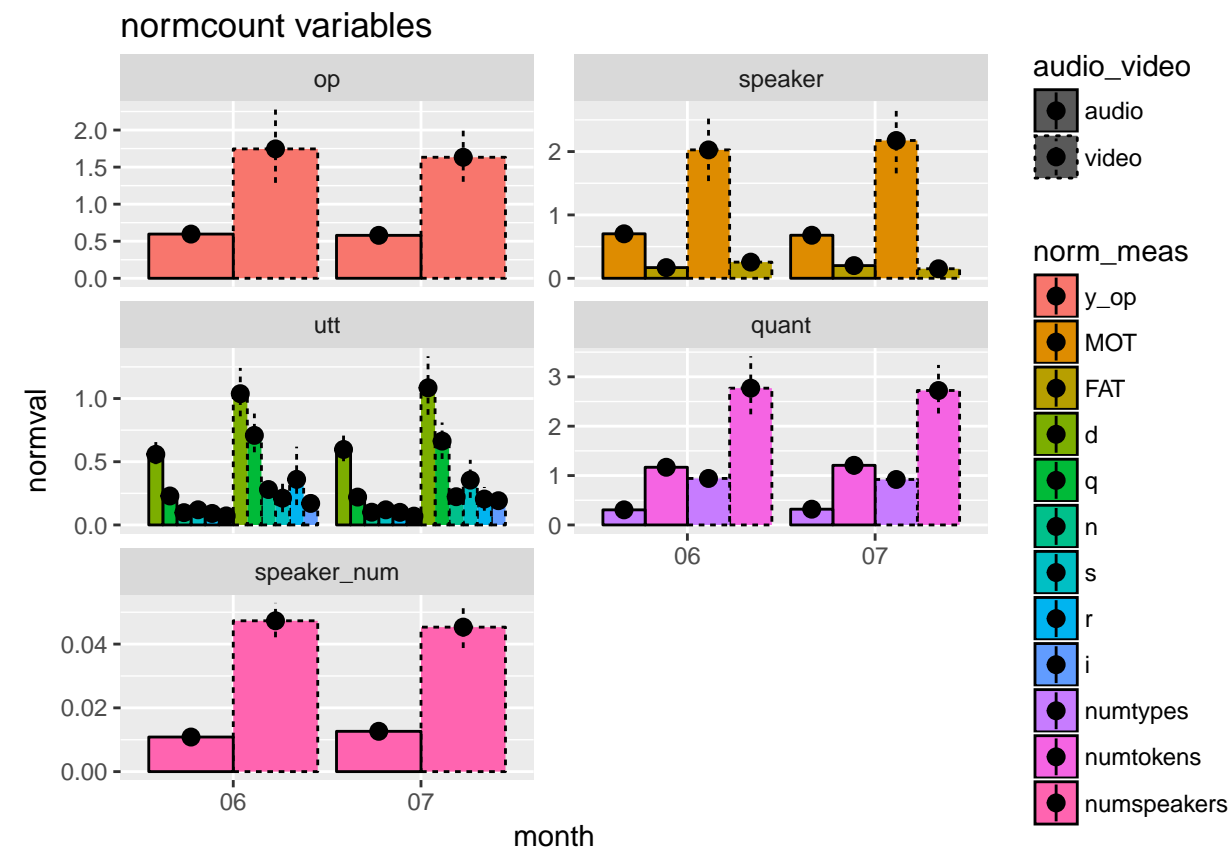 normcount variables
op
speaker
2.0
1.5
1.0
0.5
0.0
2
1
0
utt
quant
1.0
0.5
0.0
3
2
1
0
06
07
speaker_num
0.04
0.02
0.00
06
07
month
normval
audio_video
audio
video
norm_meas
y_op
MOT
FAT
d
q
n
s
r
i
numtypes
numtokens
numspeakers